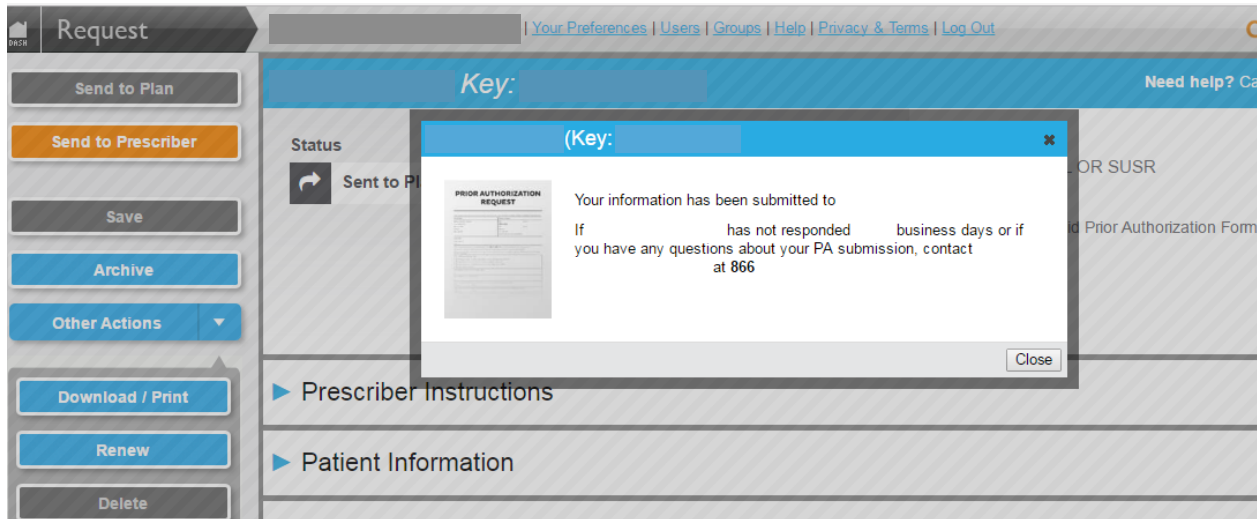 DASH
Request
| Your Preferences | Users | Groups | Help | Privacy & Terms | Log Out
Send to Plan
Send to Prescriber
Save
Archive
Other Actions
Download / Print
Renew
Delete
Key:
Need help? Ca
Status
Sent to Pl
OR SUSR
id Prior Authorization Form
(Key:
PRIOR AUTHORIZATION
REQUEST
Your information has been submitted to
If has not responded business days or if
you have any questions about your PA submission, contact
at 866
Close
Prescriber Instructions
Patient Information